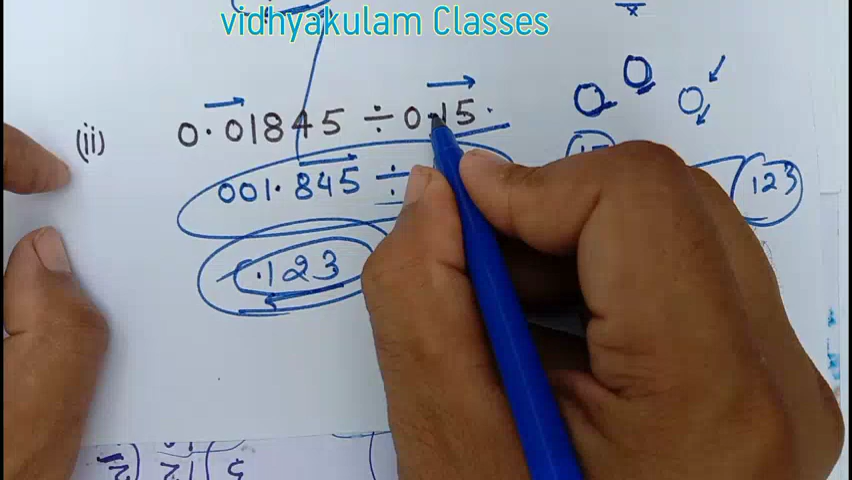 vidhyakulam Classes
(ii) 0.01845 ÷ 0.15.
001.845 ÷
123
.123